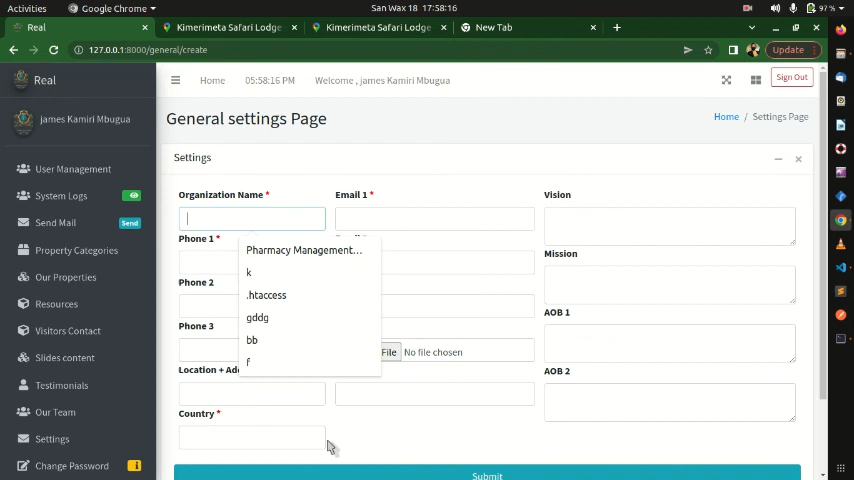 Activities
Google Chrome
San Wax 18 17:58:16
97 %
Real
Kimerimeta Safari Lodge
Kimerimeta Safari Lodge
New Tab
127.0.0.1:8000/general/create
Update
Real
Home
05:58:16 PM
Welcome , james Kamiri Mbugua
Sign Out
james Kamiri Mbugua
General settings Page
Home / Settings Page
User Management
System Logs
Send Mail
Send
Property Categories
Our Properties
Resources
Visitors Contact
Slides content
Testimonials
Our Team
Settings
Change Password
Settings
Organization Name *
Email 1 *
Vision
Phone 1 *
Pharmacy Management…
k
.htaccess
gddg
bb
f
Mission
Phone 2
AOB 1
Phone 3
File No file chosen
Location + Add
AOB 2
Country *
Submit